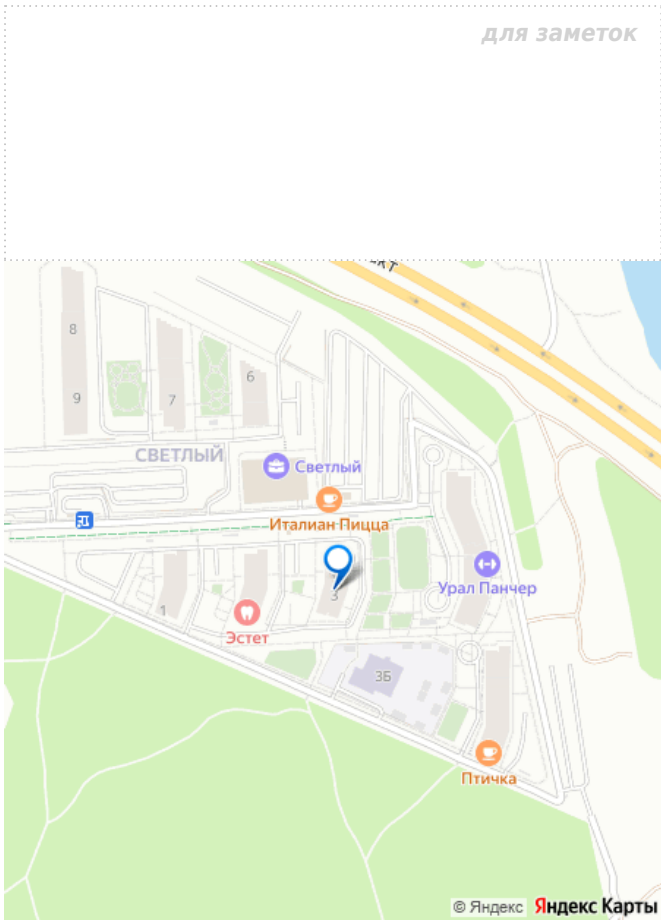 для заметок
8
6
9
7
СВЕТЛЫЙ
Светлый
Италиан Пицца
Урал Панчер
3
1
Эстет
3Б
Птичка
© Яндекс Яндекс Карты